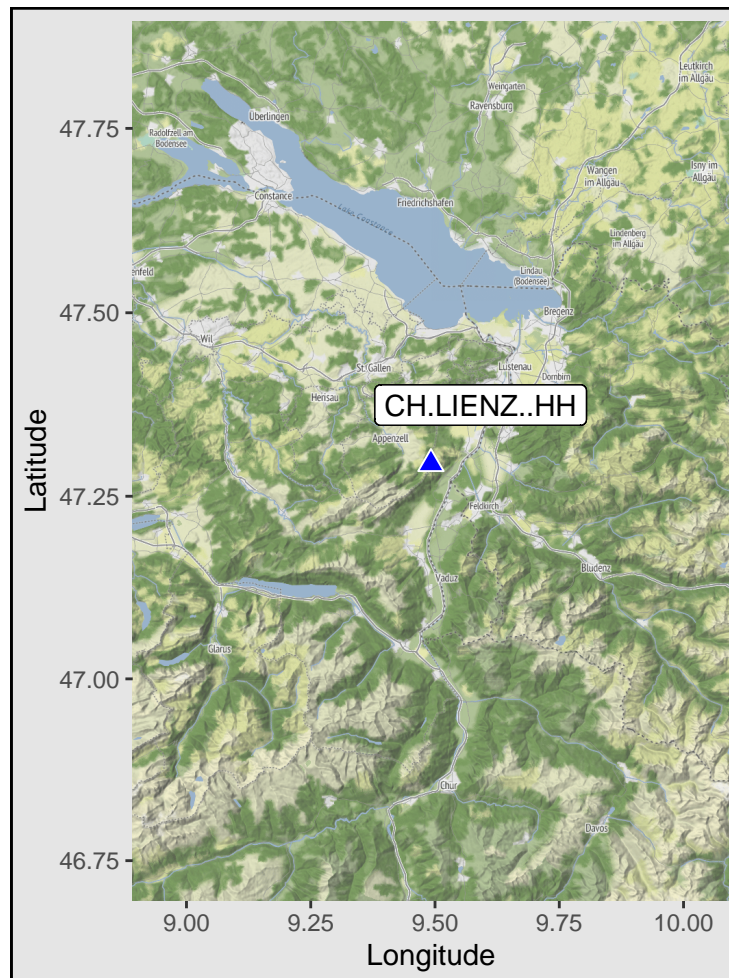 Leutkirch
im Allgäu
Weingarten
Ravensburg
47.75
Überlingen
Radolfzell am
Bodensee
Wangen
im Allgäu
Isny im
Allgäu
Constance
Friedrichshafen
Lake Constance
Lindenberg
im Allgäu
enfeld
Lindau
(Bodensee)
47.50
Bregenz
Wil
St. Gallen
Lustenau
Dornbirn
Herisau
CH.LIENZ..HH
Appenzell
Latitude
47.25
Feldkirch
Bludenz
Vaduz
Glarus
47.00
Chur
Davos
46.75
9.00
9.25
9.50
9.75
10.00
Longitude